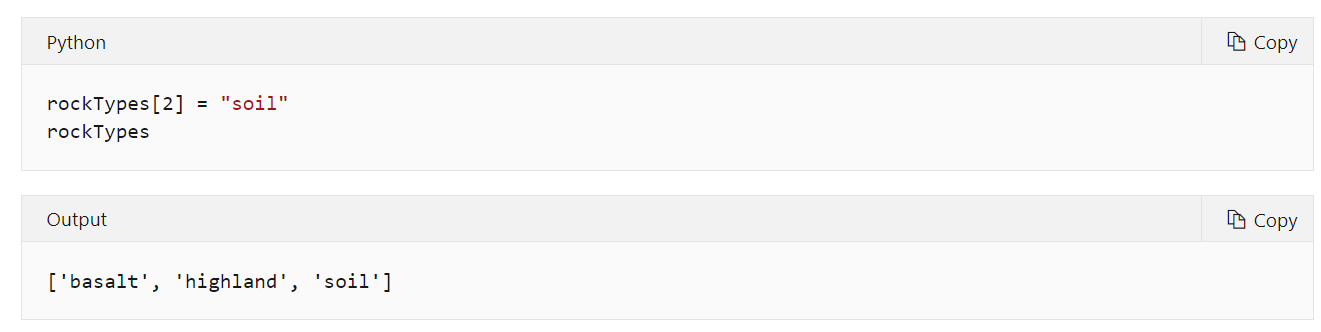 Python
Copy
rockTypes[2] = "soil"
rockTypes
Output
Copy
['basalt', 'highland', 'soil']